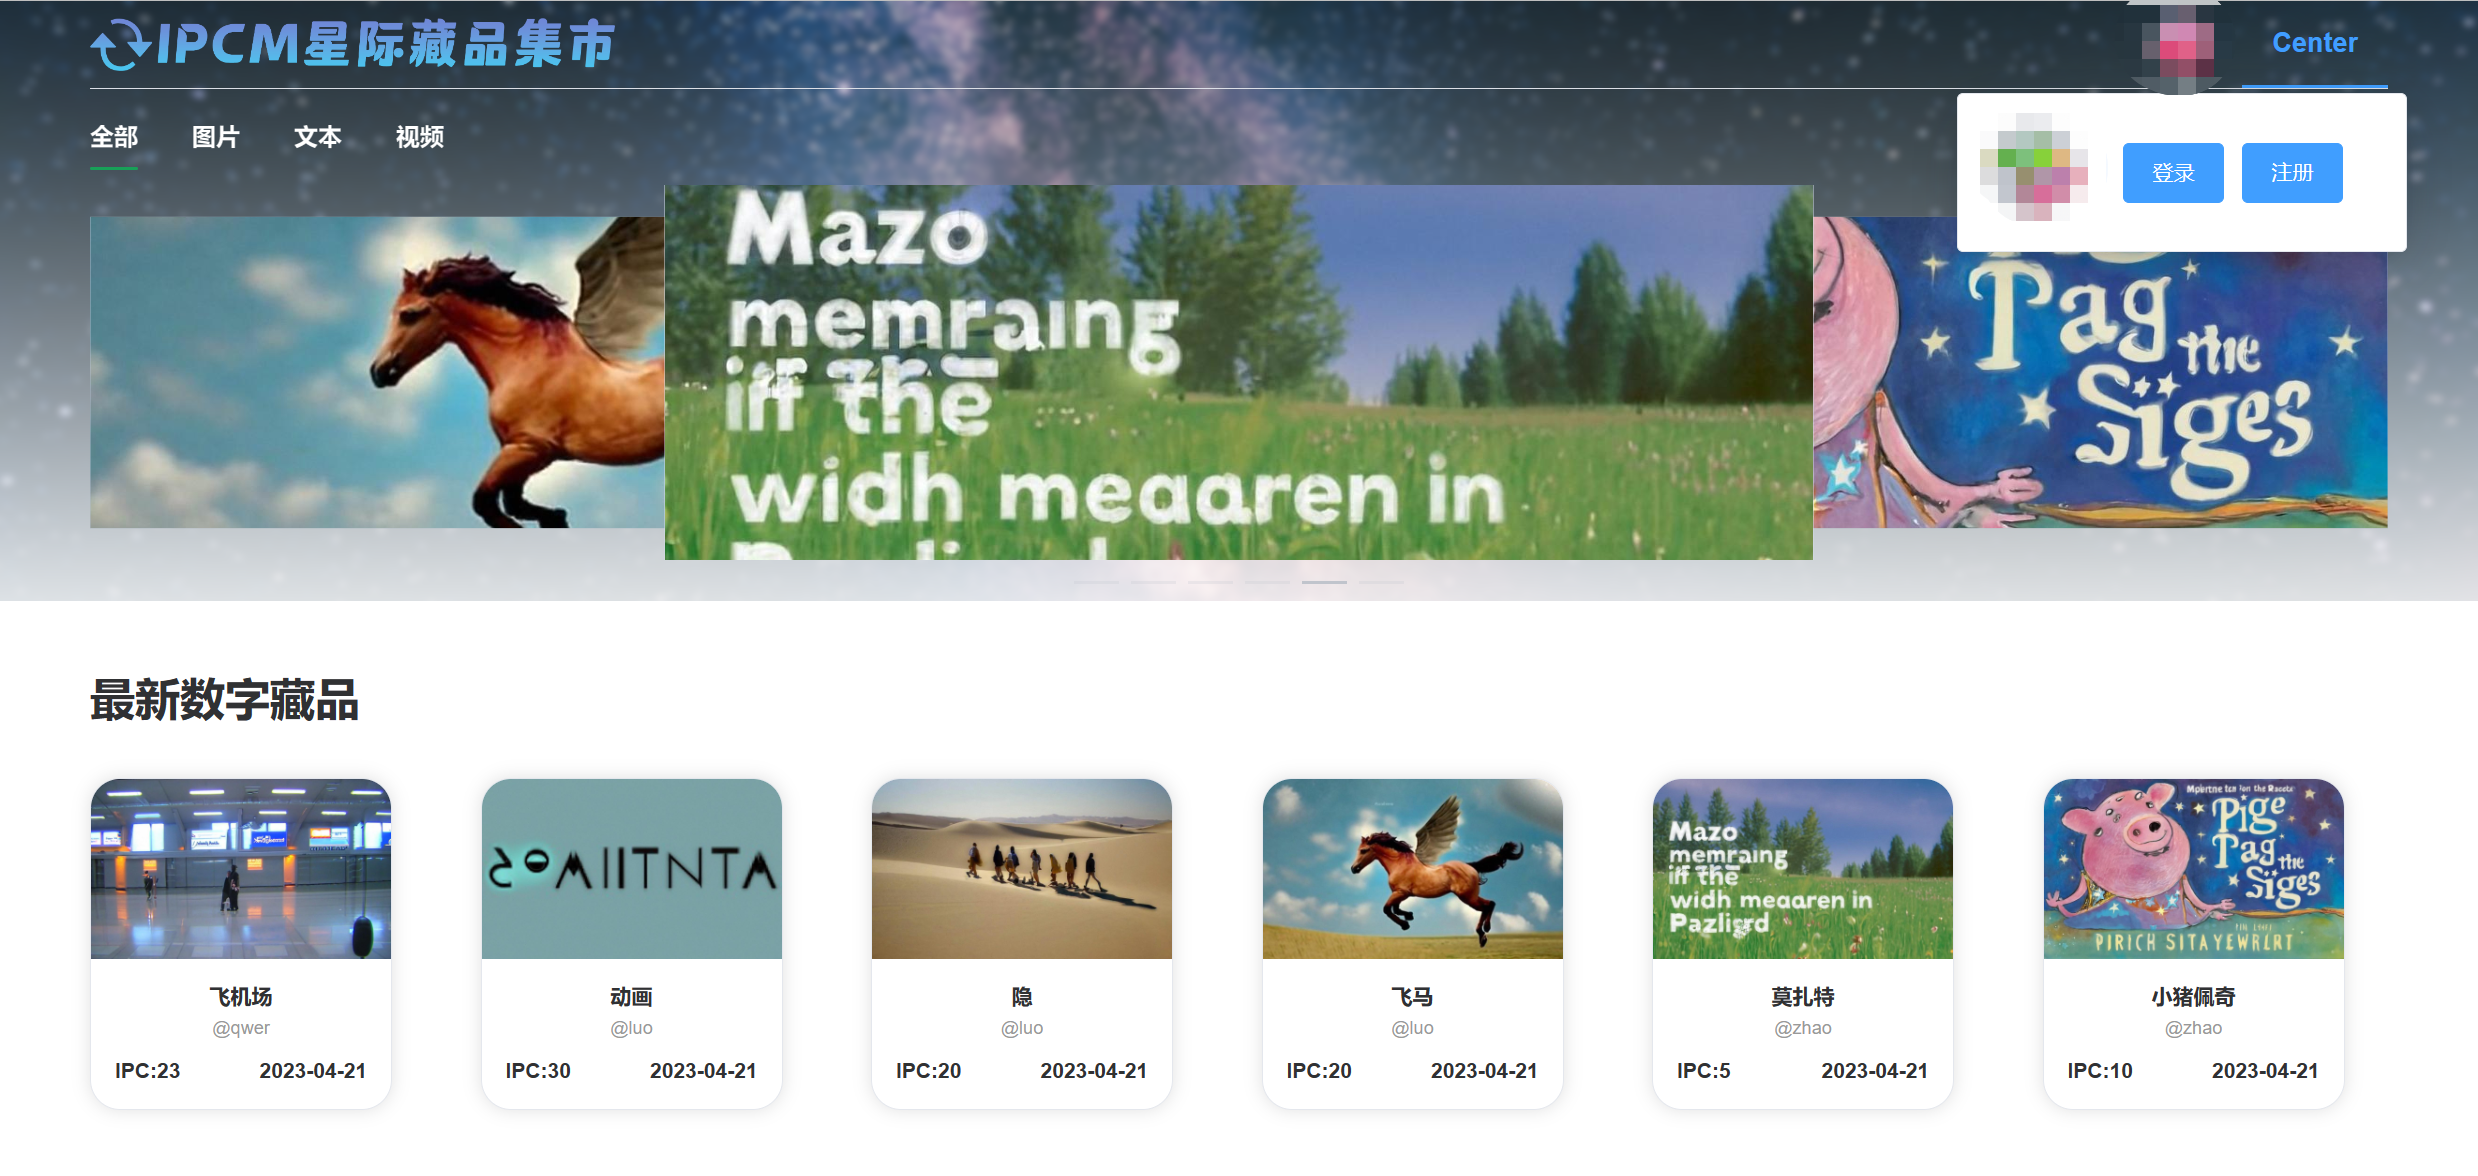 IPCM星际藏品集市
Center
全部 图片 文本 视频
登录 注册
Mazo
memraing
iff the
widh meaaren in
Pag
the
Siges
最新数字藏品
Mazo
memraing
iff the
widh meaaren in
Pazligrd
Pige
Tag the
Siges
PIRICH SITAYEWRLRT
飞机场
@qwer
IPC:23 2023-04-21
动画
@luo
IPC:30 2023-04-21
隐
@luo
IPC:20 2023-04-21
飞马
@luo
IPC:20 2023-04-21
莫扎特
@zhao
IPC:5 2023-04-21
小猪佩奇
@zhao
IPC:10 2023-04-21